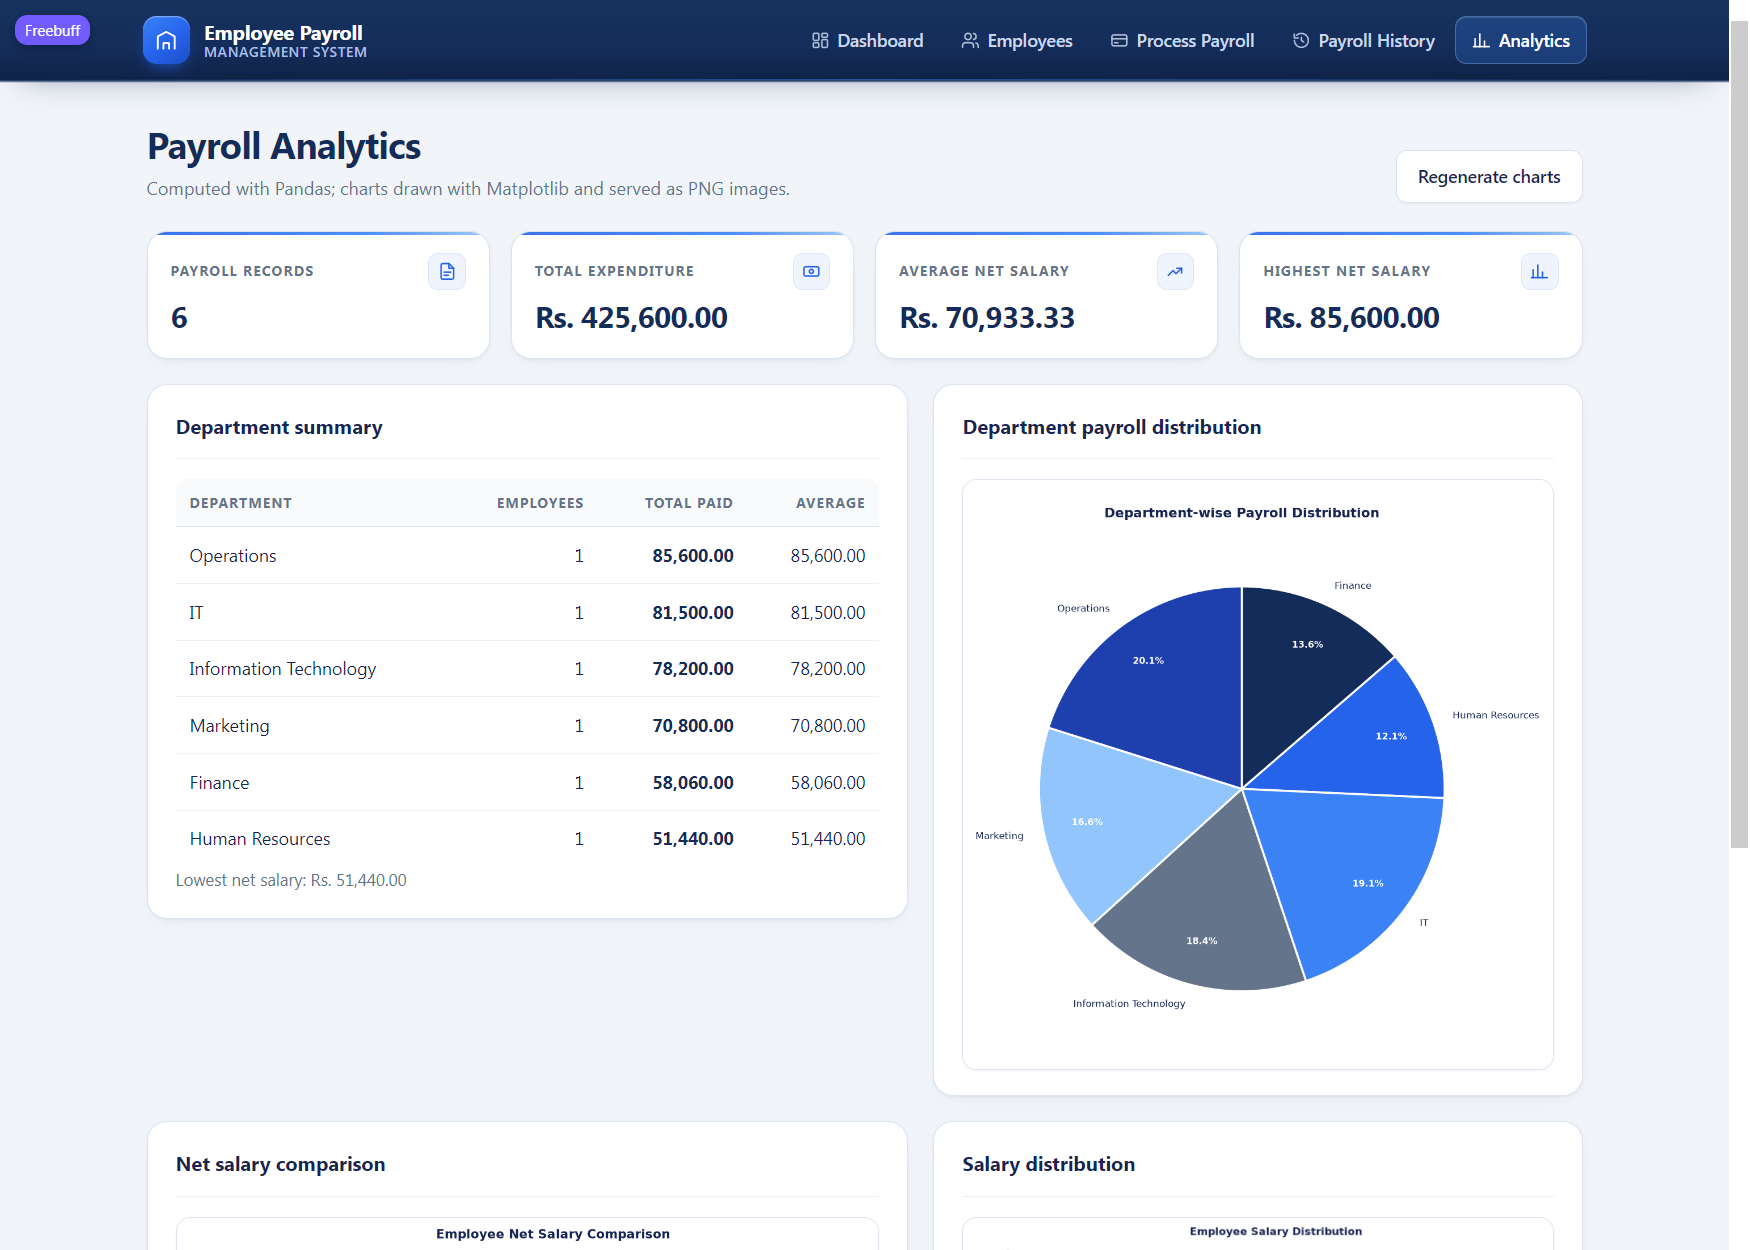 Freebuff
Employee Payroll
MANAGEMENT SYSTEM
Dashboard
Employees
Process Payroll
Payroll History
Analytics
Payroll Analytics
Computed with Pandas; charts drawn with Matplotlib and served as PNG images.
Regenerate charts
PAYROLL RECORDS
6
TOTAL EXPENDITURE
Rs. 425,600.00
AVERAGE NET SALARY
Rs. 70,933.33
HIGHEST NET SALARY
Rs. 85,600.00
Department summary
DEPARTMENT EMPLOYEES TOTAL PAID AVERAGE
Operations 1 85,600.00 85,600.00
IT 1 81,500.00 81,500.00
Information Technology 1 78,200.00 78,200.00
Marketing 1 70,800.00 70,800.00
Finance 1 58,060.00 58,060.00
Human Resources 1 51,440.00 51,440.00
Lowest net salary: Rs. 51,440.00
Department payroll distribution
Department-wise Payroll Distribution
Finance
Operations
13.6%
20.1%
Human Resources
12.1%
16.6%
Marketing
19.1%
IT
18.4%
Information Technology
Net salary comparison
Employee Net Salary Comparison
Salary distribution
Employee Salary Distribution